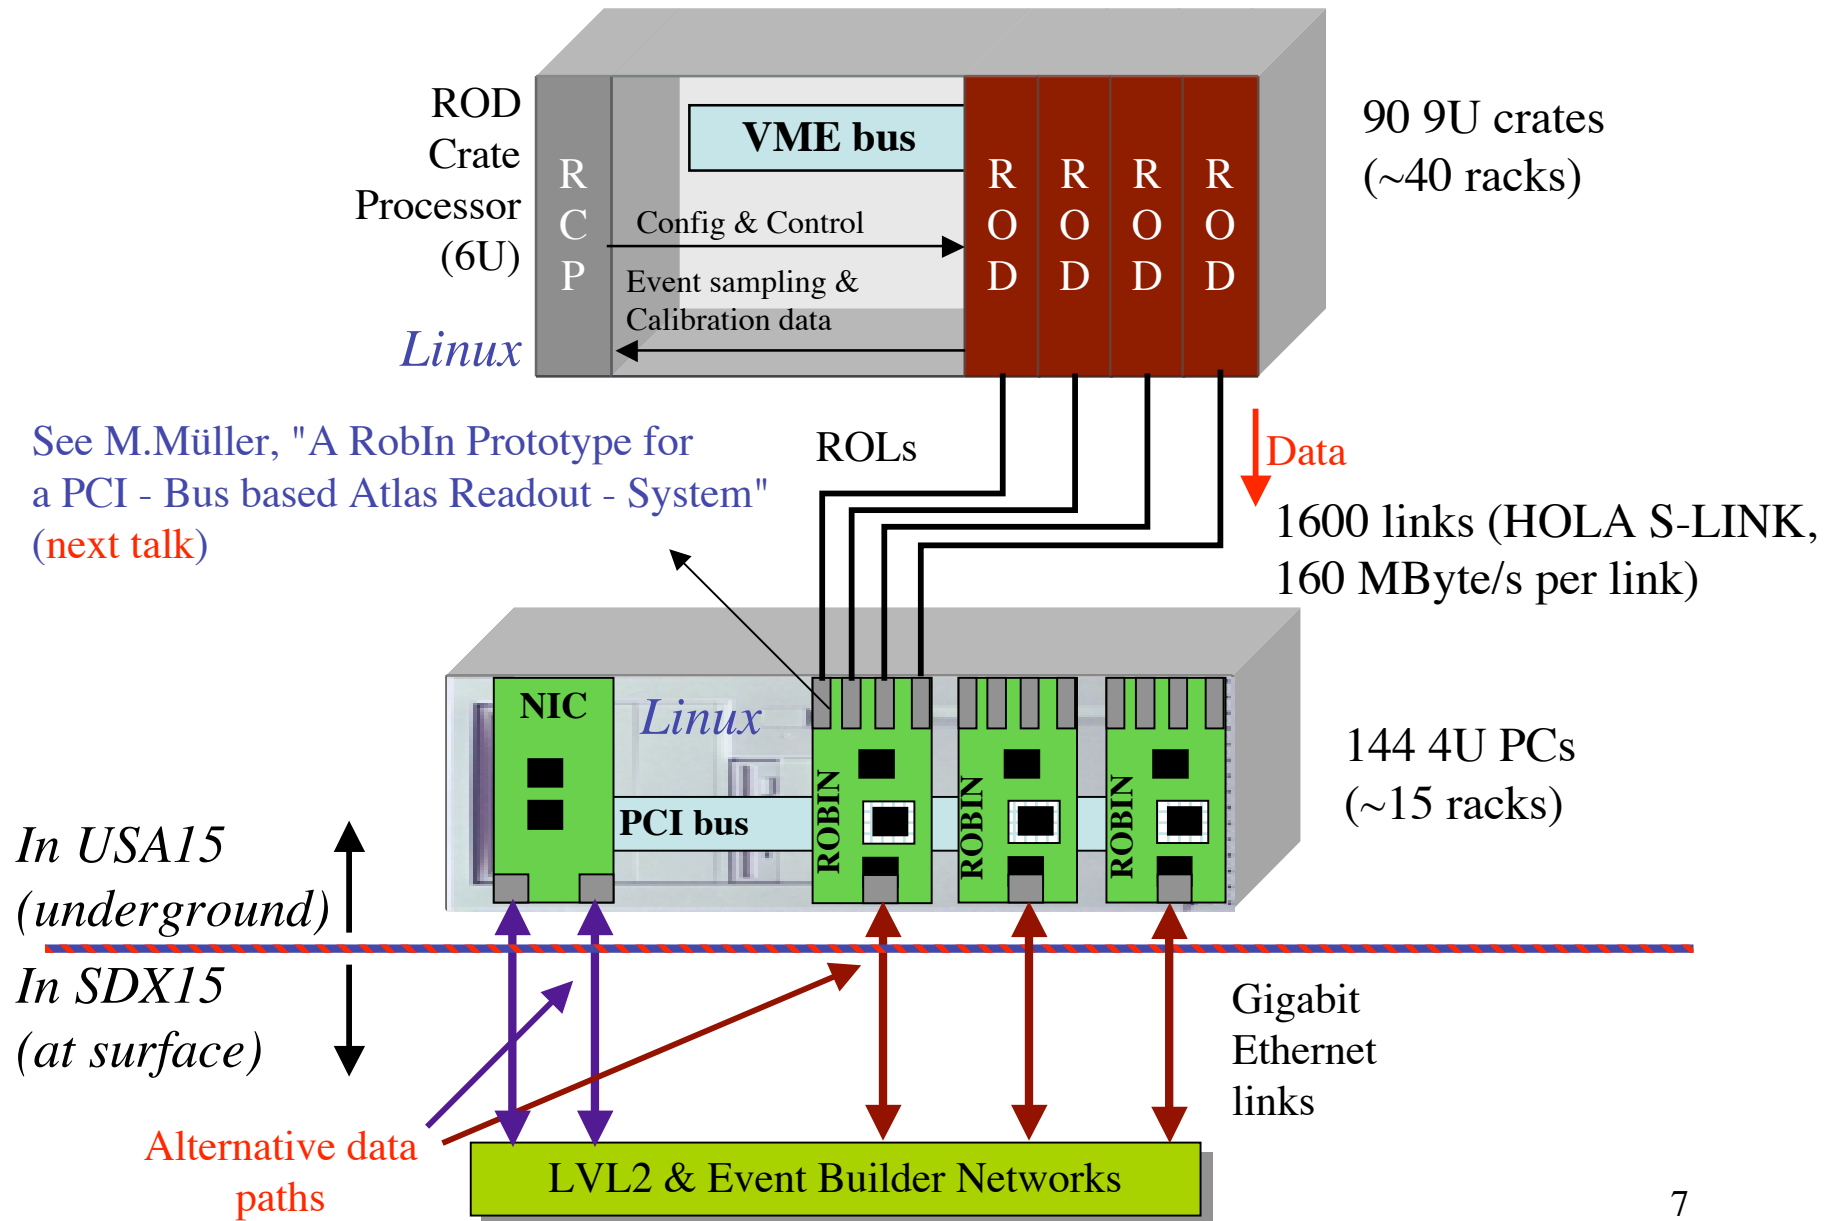 ROD
Crate
Processor
(6U)
Linux
R
C
P
VME bus
Config & Control
Event sampling &
Calibration data
R
O
D
R
O
D
R
O
D
R
O
D
90 9U crates
(~40 racks)
See M.Müller, "A RobIn Prototype for
a PCI - Bus based Atlas Readout - System"
(next talk)
ROLs
Data
1600 links (HOLA S-LINK,
160 MByte/s per link)
NIC
Linux
PCI bus
ROBIN
ROBIN
ROBIN
144 4U PCs
(~15 racks)
In USA15
(underground)
In SDX15
(at surface)
Gigabit
Ethernet
links
Alternative data
paths
LVL2 & Event Builder Networks
7